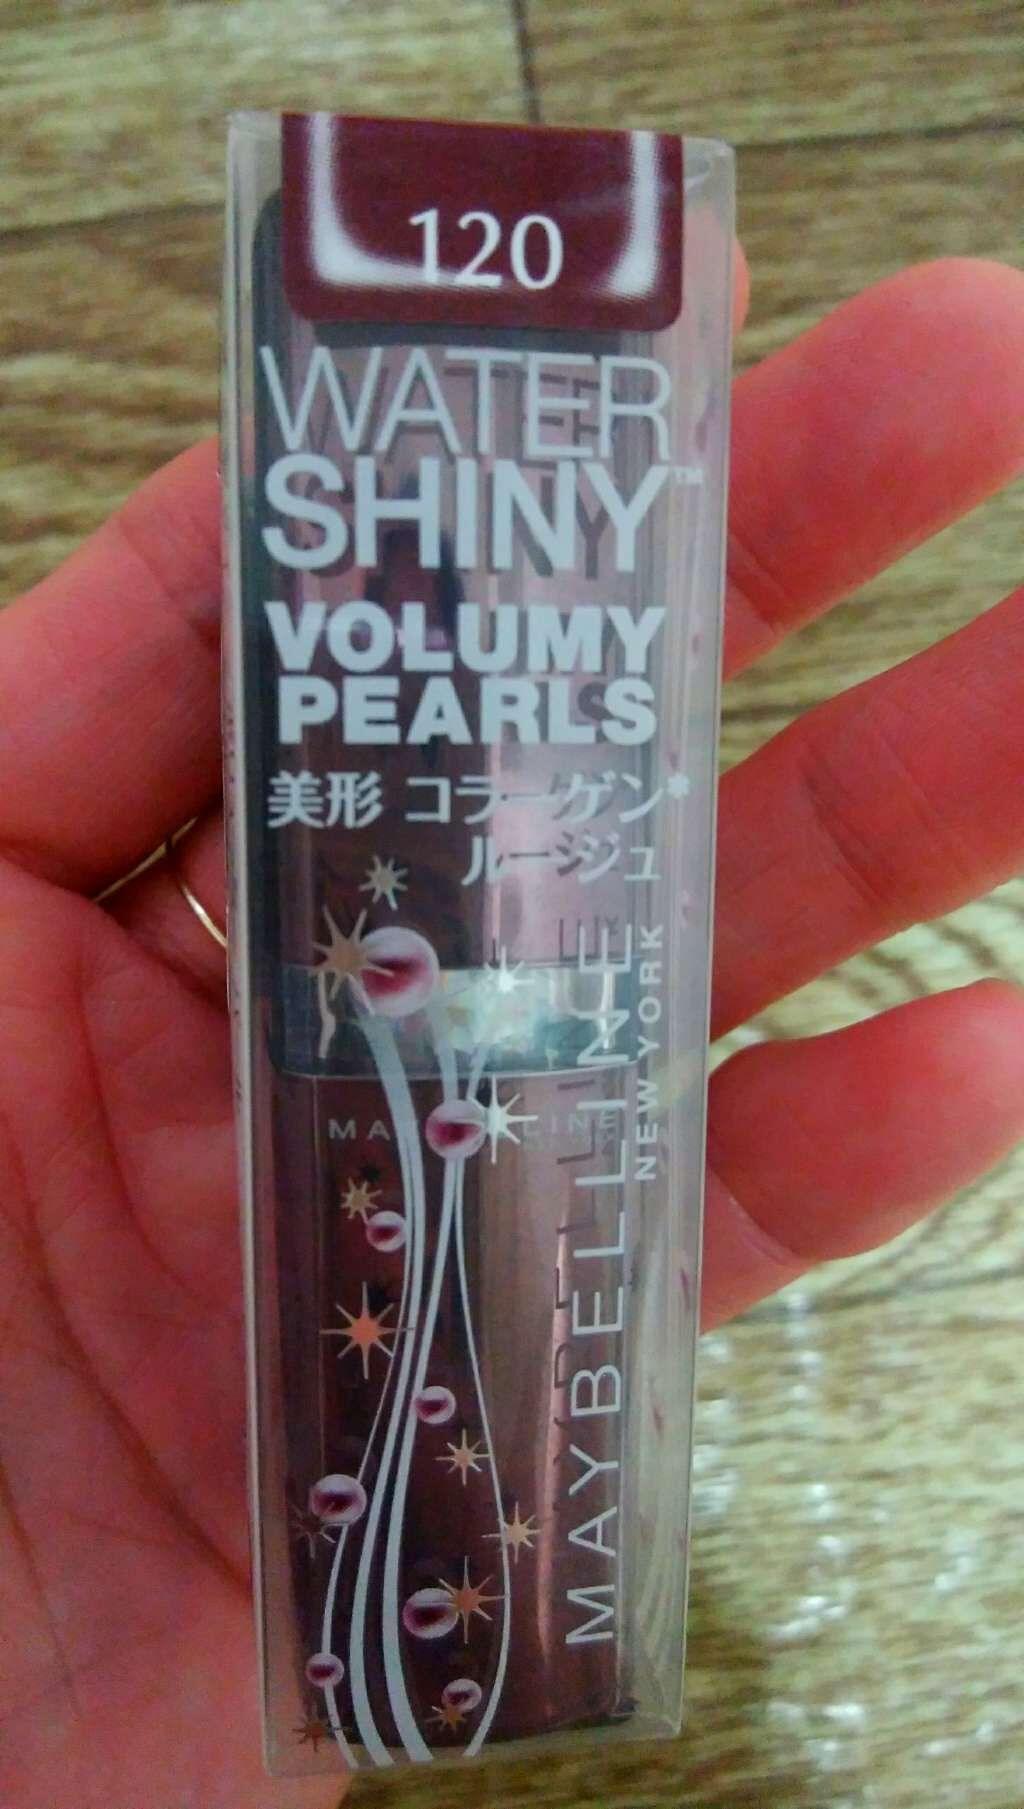 120
WATER
SHINY™
VOLUMY
PEARLS
美形 コラーゲン*
ルージュ
MAYBELLINE
NEW YORK
MAYBELLINE